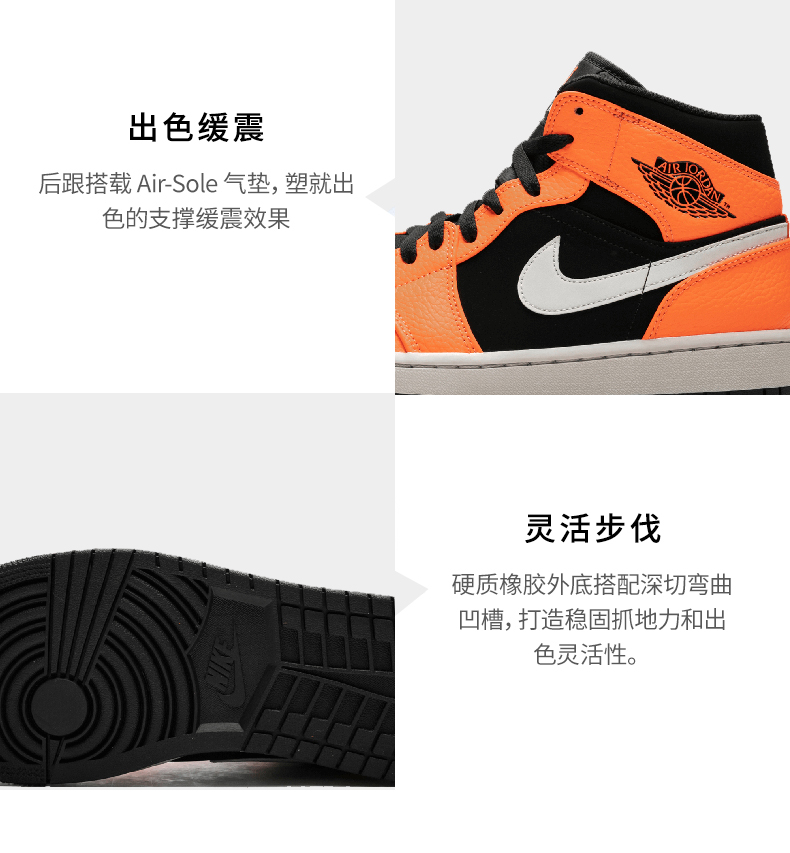 出色缓震
后跟搭载 Air-Sole 气垫，塑就出
色的支撑缓震效果
AIR JORDAN
TM
灵活步伐
硬质橡胶外底搭配深切弯曲
凹槽，打造稳固抓地力和出
色灵活性。
NIKE